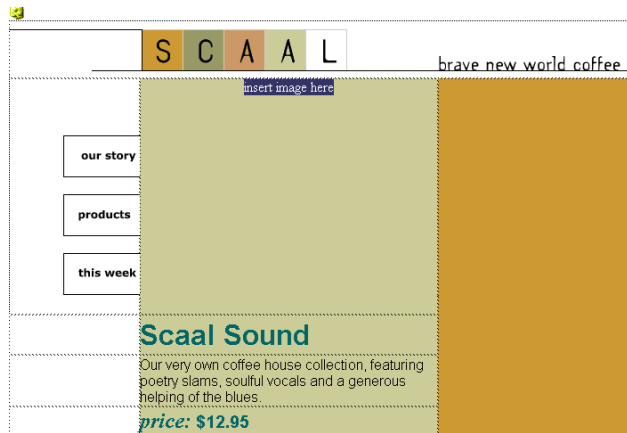 SCAAL
brave new world coffee
insert image here
our story
products
this week
Scaal Sound
Our very own coffee house collection, featuring
poetry slams, soulful vocals and a generous
helping of the blues.
price: $12.95